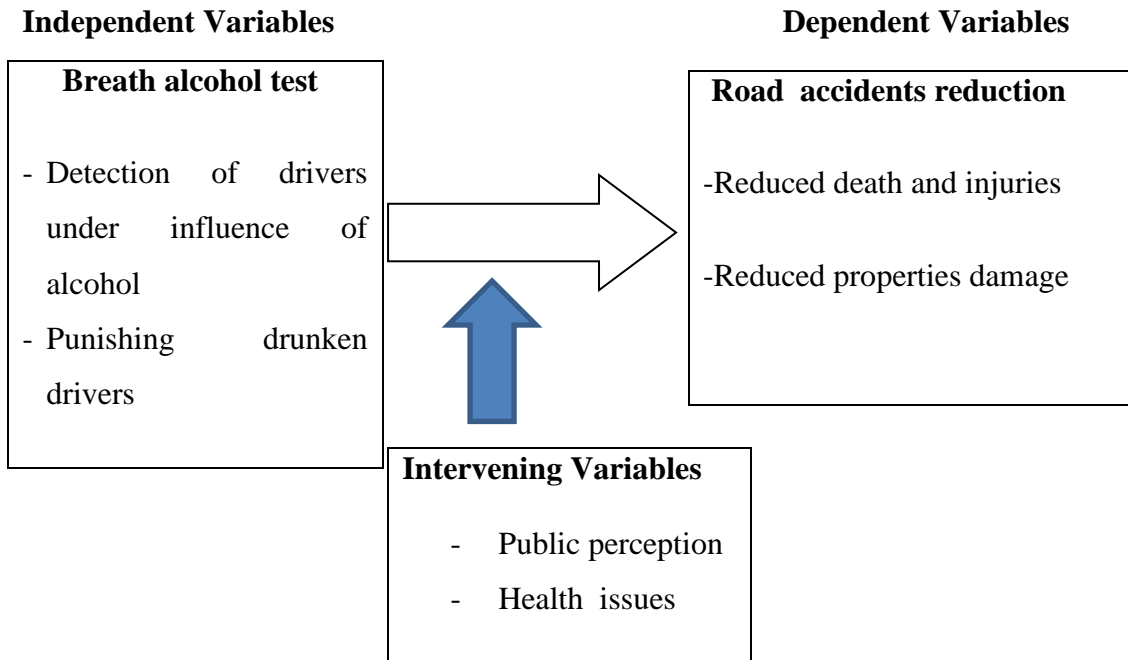 Independent Variables
Dependent Variables
Breath alcohol test
- Detection of drivers
under influence of
alcohol
- Punishing drunken
drivers
Road accidents reduction
-Reduced death and injuries
-Reduced properties damage
Intervening Variables
- Public perception
- Health issues